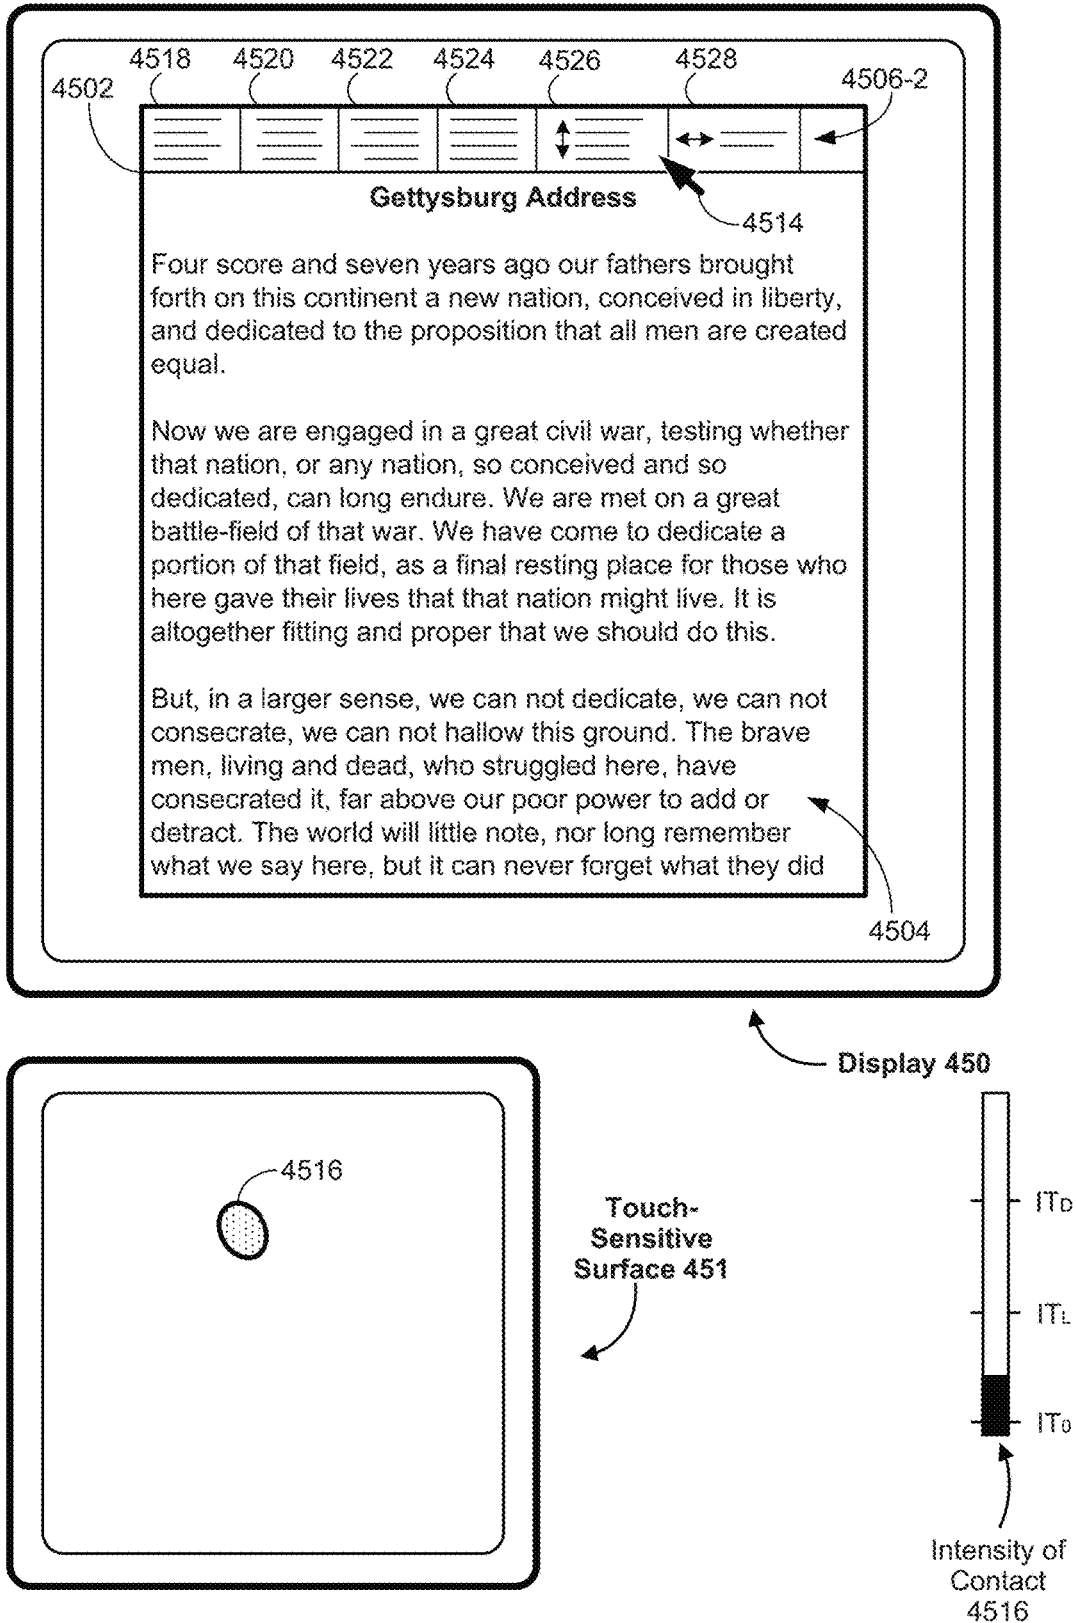 4518 4520 4522 4524 4526 4528
4502
4506-2
Gettysburg Address
4514
Four score and seven years ago our fathers brought
forth on this continent a new nation, conceived in liberty,
and dedicated to the proposition that all men are created
equal.
Now we are engaged in a great civil war, testing whether
that nation, or any nation, so conceived and so
dedicated, can long endure. We are met on a great
battle-field of that war. We have come to dedicate a
portion of that field, as a final resting place for those who
here gave their lives that that nation might live. It is
altogether fitting and proper that we should do this.
But, in a larger sense, we can not dedicate, we can not
consecrate, we can not hallow this ground. The brave
men, living and dead, who struggled here, have
consecrated it, far above our poor power to add or
detract. The world will little note, nor long remember
what we say here, but it can never forget what they did
4504
Display 450
4516
Touch-
Sensitive
Surface 451
ITD
ITL
IT0
Intensity of
Contact
4516